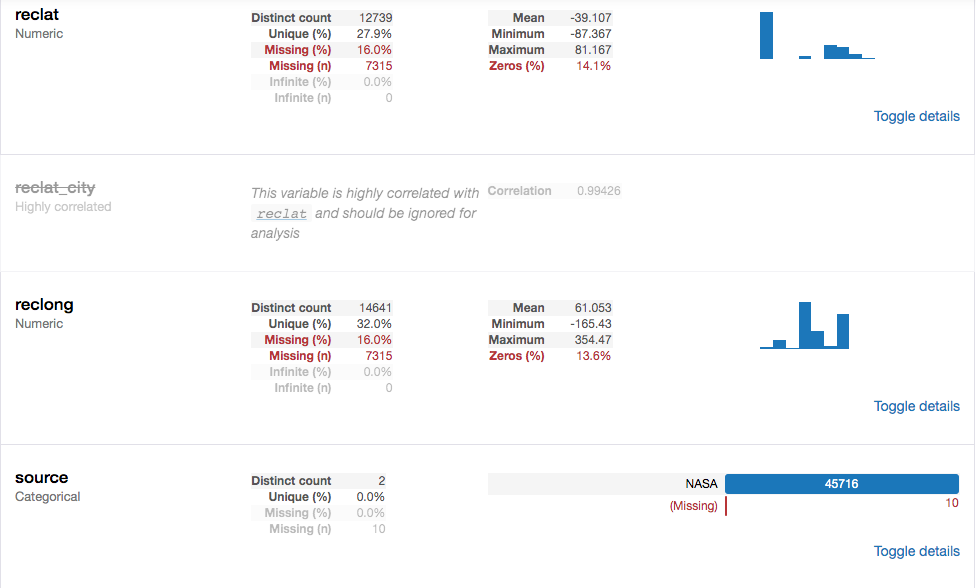 reclat
Numeric
Distinct count 12739
Unique (%) 27.9%
Missing (%) 16.0%
Missing (n) 7315
Infinite (%) 0.0%
Infinite (n) 0
Mean -39.107
Minimum -87.367
Maximum 81.167
Zeros (%) 14.1%
Toggle details
reclat_city
Highly correlated
This variable is highly correlated with
reclat and should be ignored for
analysis
Correlation 0.99426
reclong
Numeric
Distinct count 14641
Unique (%) 32.0%
Missing (%) 16.0%
Missing (n) 7315
Infinite (%) 0.0%
Infinite (n) 0
Mean 61.053
Minimum -165.43
Maximum 354.47
Zeros (%) 13.6%
Toggle details
source
Categorical
Distinct count 2
Unique (%) 0.0%
Missing (%) 0.0%
Missing (n) 10
NASA 45716
(Missing) 10
Toggle details